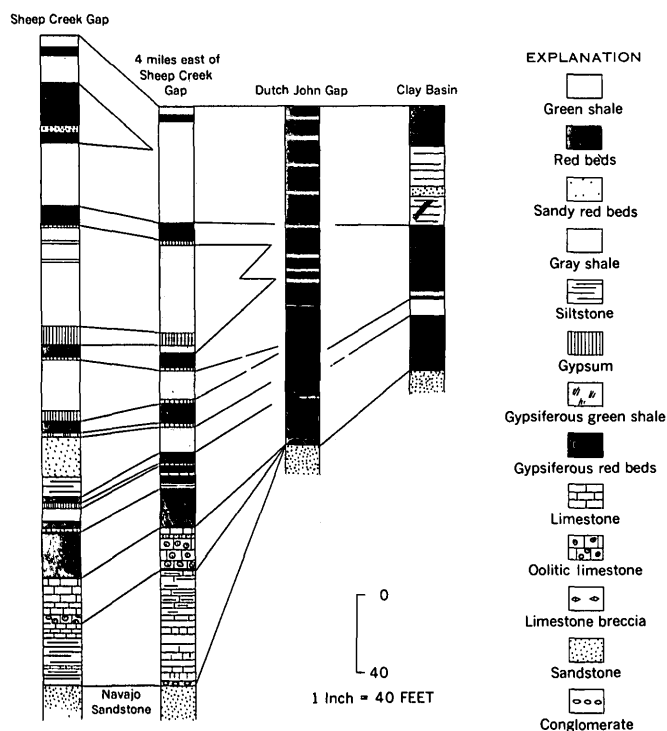 Sheep Creek Gap
4 miles east of
Sheep Creek
Gap
Dutch John Gap
Clay Basin
EXPLANATION
Green shale
Red beds
Sandy red beds
Gray shale
Siltstone
Gypsum
Gypsiferous green shale
Gypsiferous red beds
Limestone
Oolitic limestone
Limestone breccia
Sandstone
Conglomerate
0
40
1 Inch = 40 FEET
Navajo
Sandstone